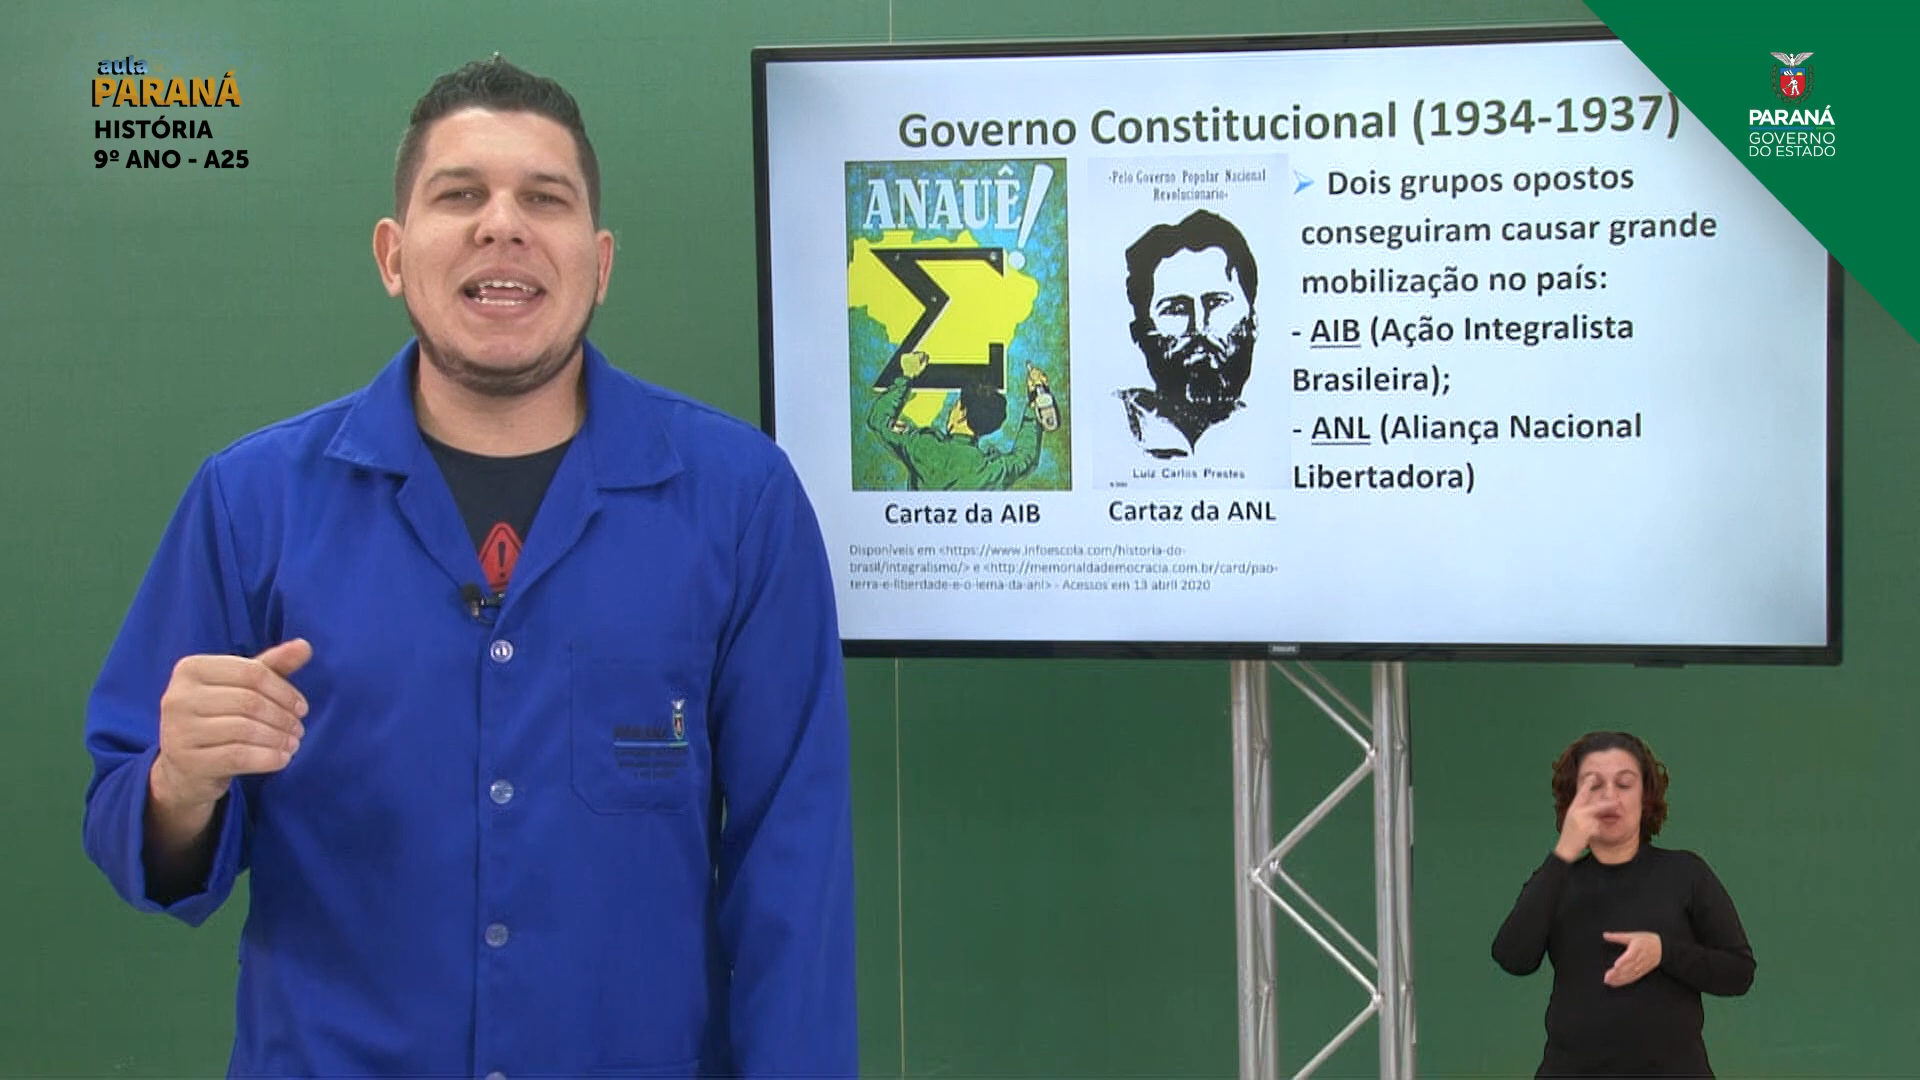 aula
PARANÁ
HISTÓRIA
9º ANO - A25
Governo Constitucional (1934-1937)
ANAUÊ!
Σ
-Pelo Governo Popular Nacional
Revolucionario-
Luiz Carlos Prestes
Cartaz da AIB
Cartaz da ANL
Dois grupos opostos
conseguiram causar grande
mobilização no país:
- AIB (Ação Integralista
Brasileira);
- ANL (Aliança Nacional
Libertadora)
Disponíveis em <https://www.infoescola.com/historia-do-
brasil/integralismo/> e <http://memorialdademocracia.com.br/card/pao-
terra-e-liberdade-e-o-lema-da-anl> - Acessos em 13 abril 2020
PHILIPS
PARANÁ
PARANÁ
GOVERNO
DO ESTADO